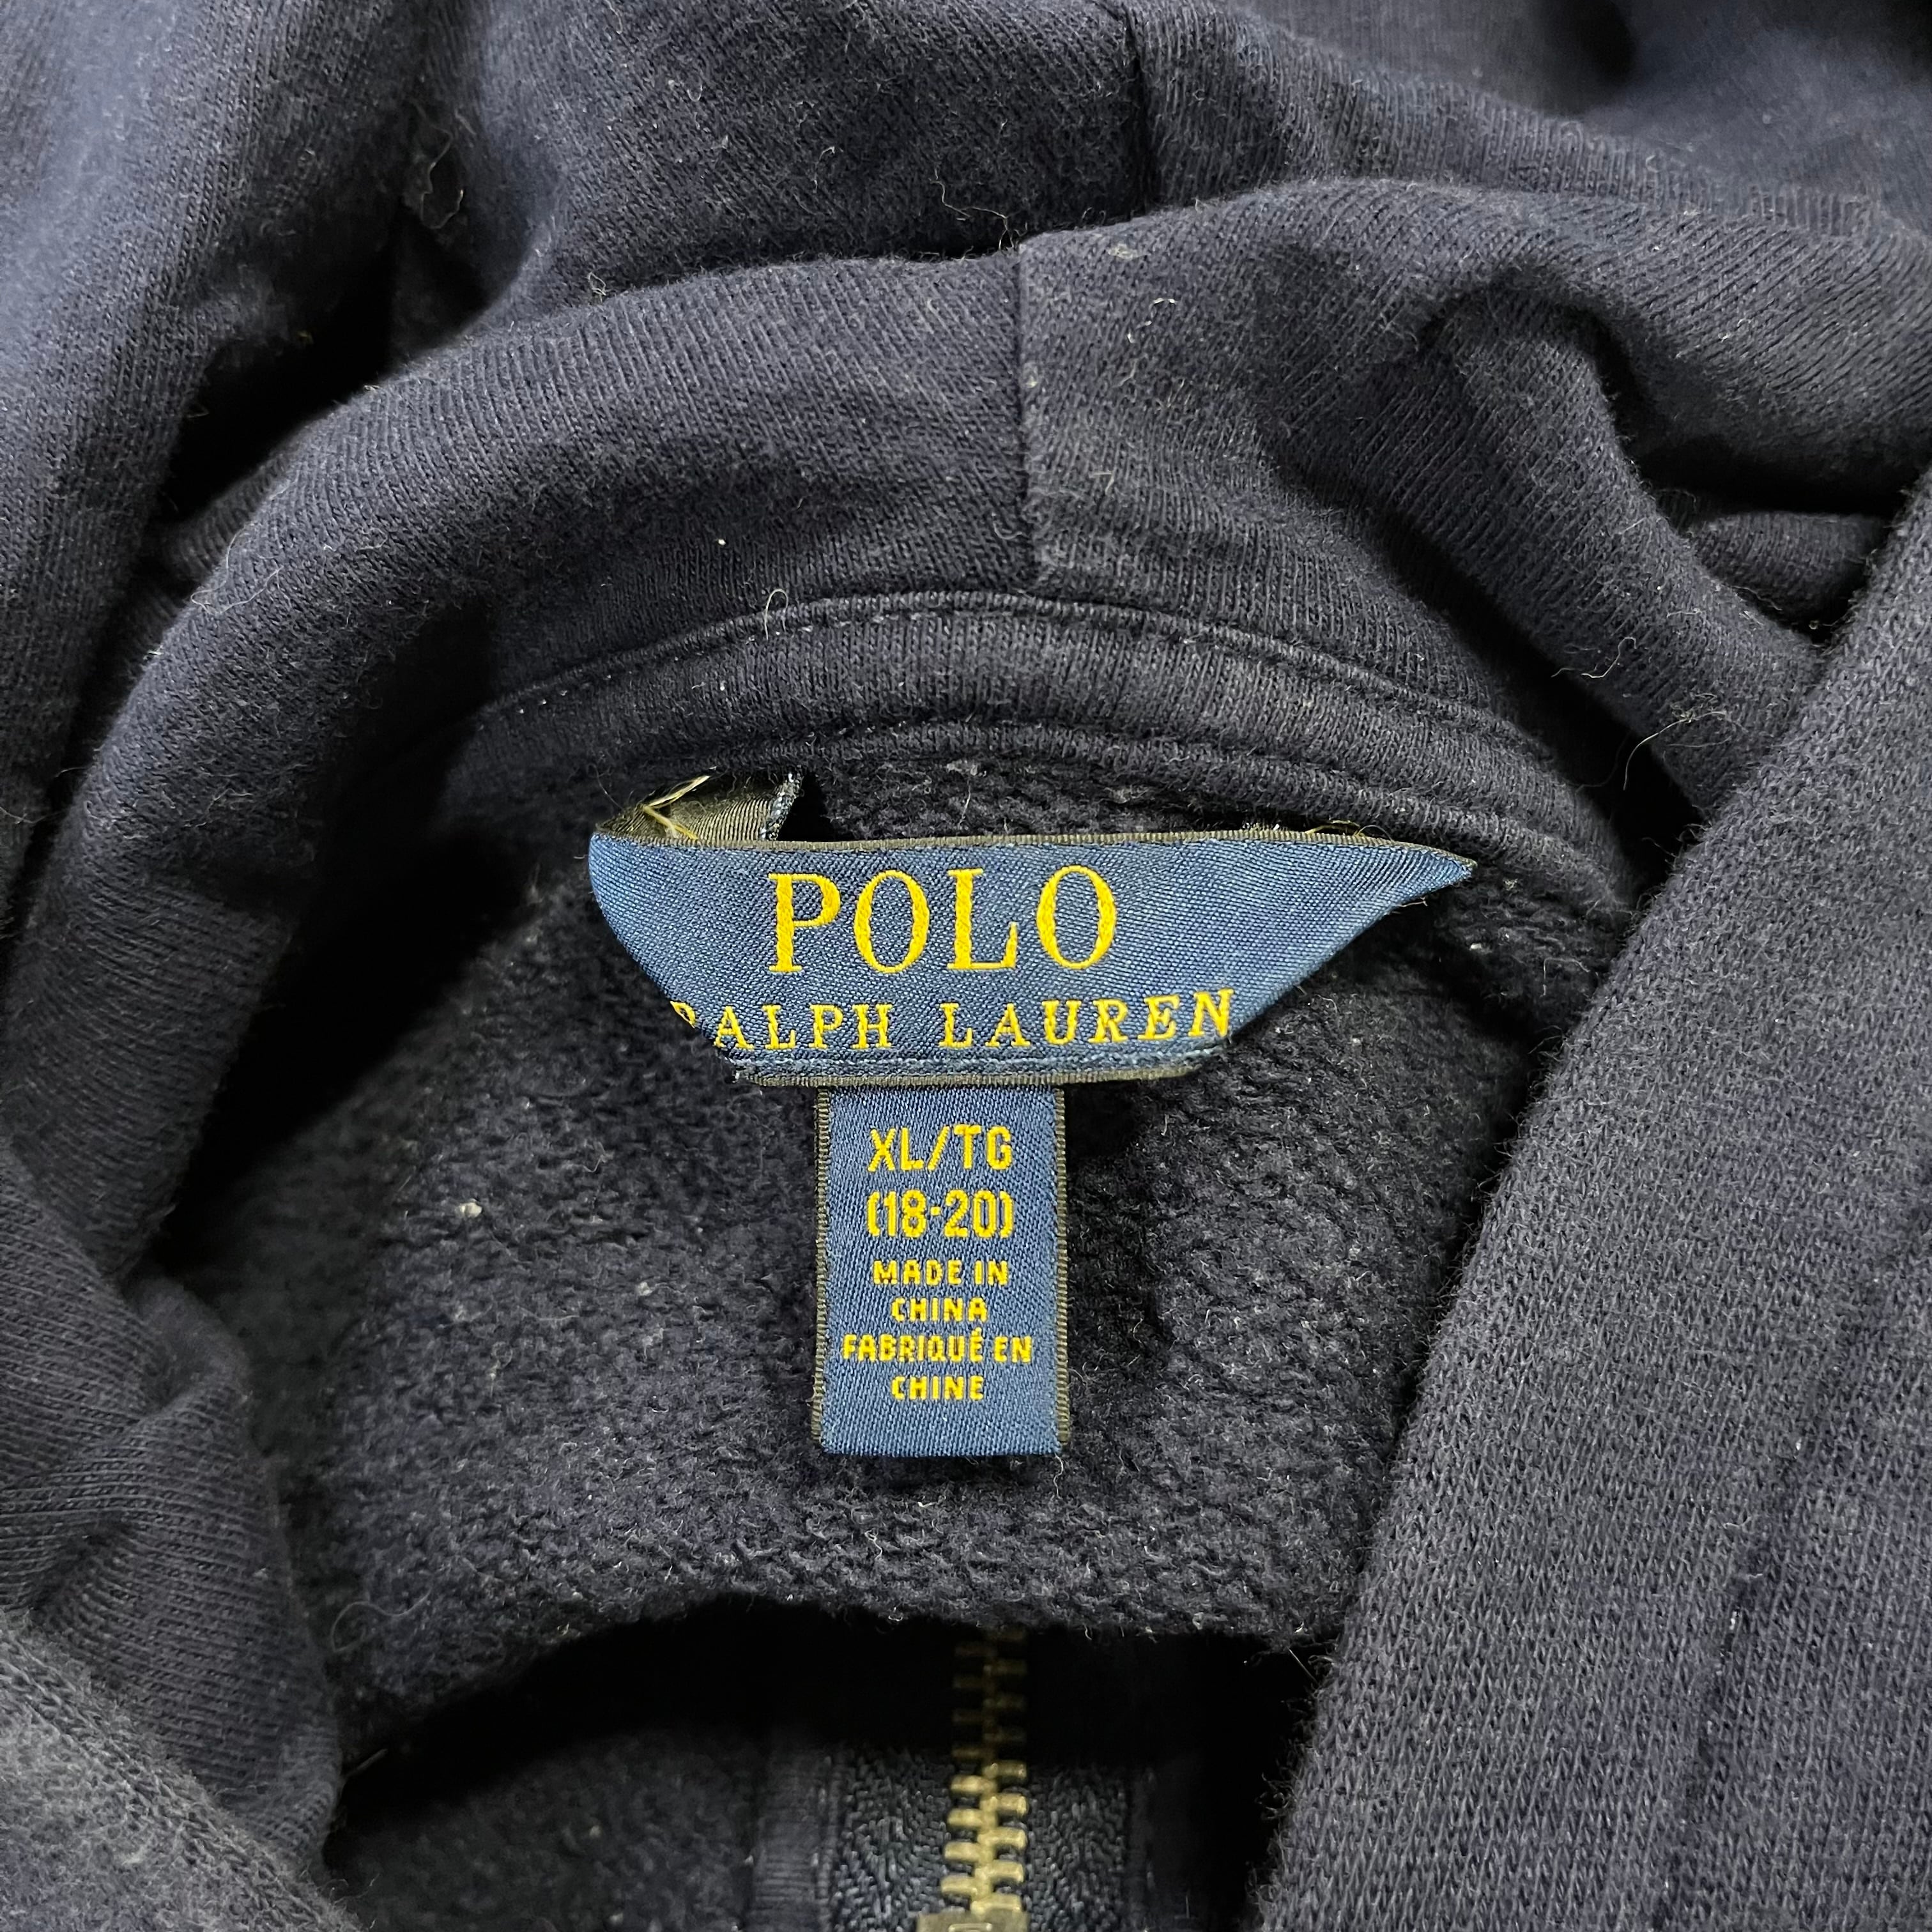 POLO
RALPH LAUREN
XL/TG
(18-20)
MADE IN
CHINA
FABRIQUÉ EN
CHINE